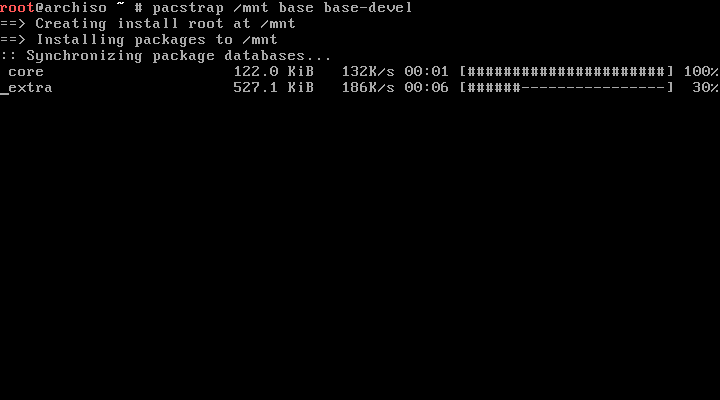 root@archiso ~ # pacstrap /mnt base base-devel
==> Creating install root at /mnt
==> Installing packages to /mnt
:: Synchronizing package databases...
 core                     122.0 KiB   132K/s 00:01 [######################] 100%
_extra                    527.1 KiB   186K/s 00:06 [######----------------]  30%